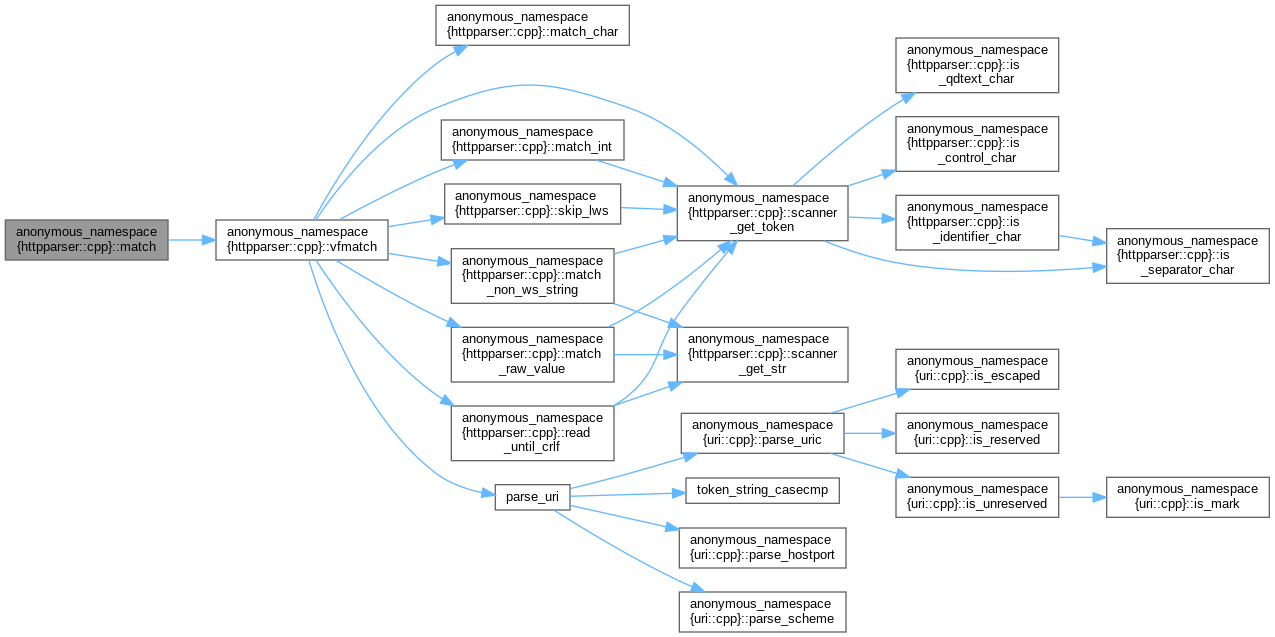 anonymous_namespace
{httpparser::cpp}::match
anonymous_namespace
{httpparser::cpp}::vfmatch
anonymous_namespace
{httpparser::cpp}::match_char
anonymous_namespace
{httpparser::cpp}::match_int
anonymous_namespace
{httpparser::cpp}::skip_lws
anonymous_namespace
{httpparser::cpp}::match
_non_ws_string
anonymous_namespace
{httpparser::cpp}::match
_raw_value
anonymous_namespace
{httpparser::cpp}::read
_until_crlf
parse_uri
anonymous_namespace
{httpparser::cpp}::scanner
_get_token
anonymous_namespace
{httpparser::cpp}::scanner
_get_str
anonymous_namespace
{uri::cpp}::parse_uric
token_string_casecmp
anonymous_namespace
{uri::cpp}::parse_hostport
anonymous_namespace
{uri::cpp}::parse_scheme
anonymous_namespace
{httpparser::cpp}::is
_qdtext_char
anonymous_namespace
{httpparser::cpp}::is
_control_char
anonymous_namespace
{httpparser::cpp}::is
_identifier_char
anonymous_namespace
{uri::cpp}::is_escaped
anonymous_namespace
{uri::cpp}::is_reserved
anonymous_namespace
{uri::cpp}::is_unreserved
anonymous_namespace
{httpparser::cpp}::is
_separator_char
anonymous_namespace
{uri::cpp}::is_mark